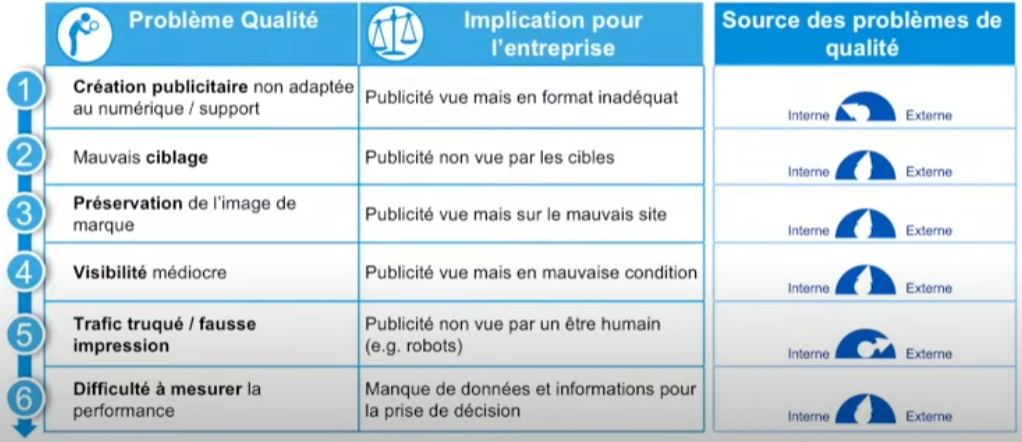 Problème Qualité
Implication pour
l'entreprise
Source des problèmes de
qualité
1
Création publicitaire non adaptée
au numérique / support
Publicité vue mais en format inadéquat
Interne Externe
2
Mauvais ciblage
Publicité non vue par les cibles
Interne Externe
3
Préservation de l'image de
marque
Publicité vue mais sur le mauvais site
Interne Externe
4
Visibilité médiocre
Publicité vue mais en mauvaise condition
Interne Externe
5
Trafic truqué / fausse
impression
Publicité non vue par un être humain
(e.g. robots)
Interne Externe
6
Difficulté à mesurer la
performance
Manque de données et informations pour
la prise de décision
Interne Externe